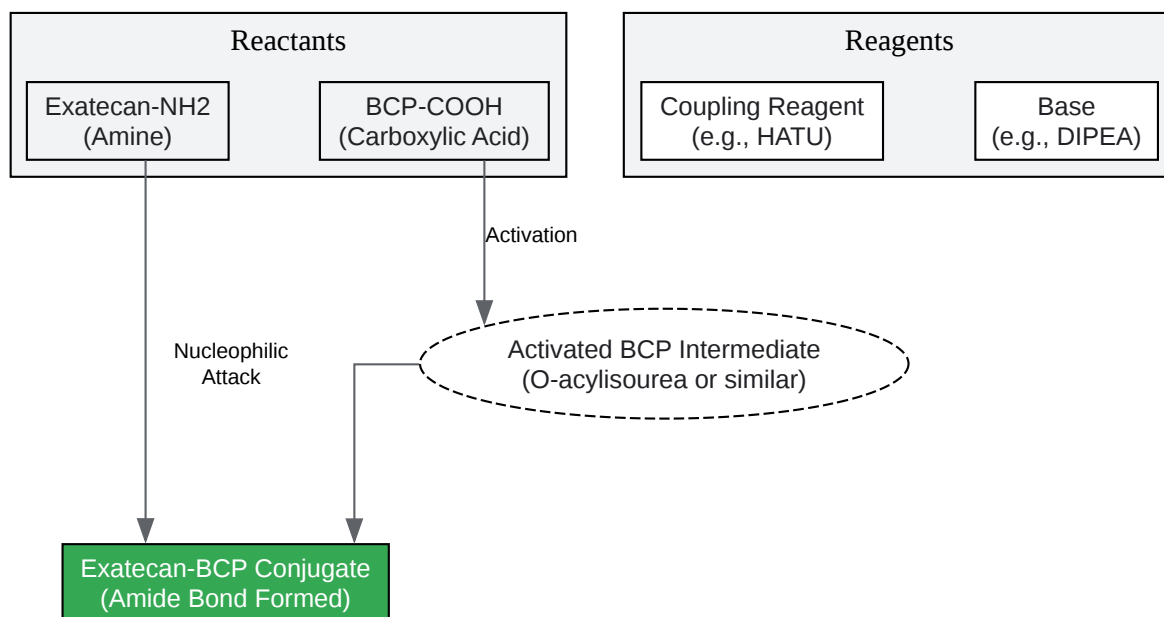 Reactants
Exatecan-NH2
(Amine)
BCP-COOH
(Carboxylic Acid)
Reagents
Coupling Reagent
(e.g., HATU)
Base
(e.g., DIPEA)
Activation
Nucleophilic
Attack
Activated BCP Intermediate
(O-acylisourea or similar)
Exatecan-BCP Conjugate
(Amide Bond Formed)